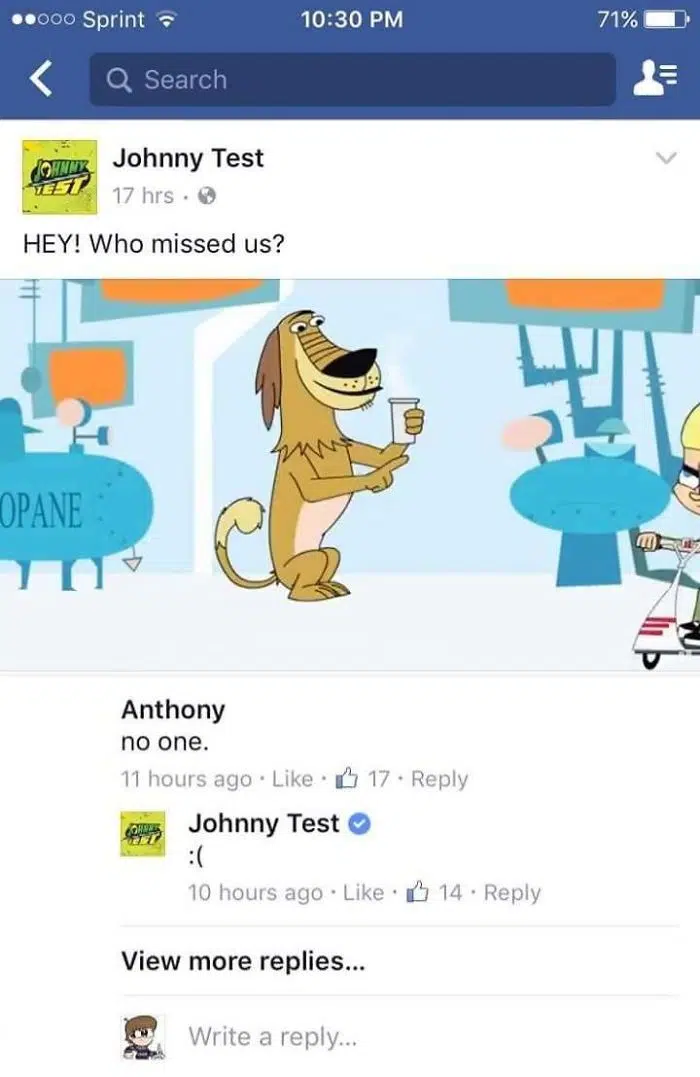 Sprint 10:30 PM 71%
Search
JOHNNY TEST
Johnny Test
17 hrs ·
HEY! Who missed us?
OPANE
Anthony
no one.
11 hours ago · Like · 17 · Reply
JOHNNY TEST
Johnny Test
:(
10 hours ago · Like · 14 · Reply
View more replies...
Write a reply...